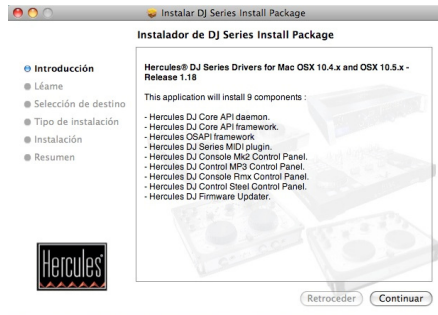 Instalar DJ Series Install Package
Instalador de DJ Series Install Package
Introducción
Léame
Selección de destino
Tipo de instalación
Instalación
Resumen
Hercules® DJ Series Drivers for Mac OSX 10.4.x and OSX 10.5.x -
Release 1.18
This application will install 9 components :
- Hercules DJ Core API daemon.
- Hercules DJ Core API framework.
- Hercules OSAPI framework
- Hercules DJ Series MIDI plugin.
- Hercules DJ Console Mk2 Control Panel.
- Hercules DJ Control MP3 Control Panel.
- Hercules DJ Console Rmx Control Panel.
- Hercules DJ Control Steel Control Panel.
- Hercules DJ Firmware Updater.
Hercules
Retroceder
Continuar